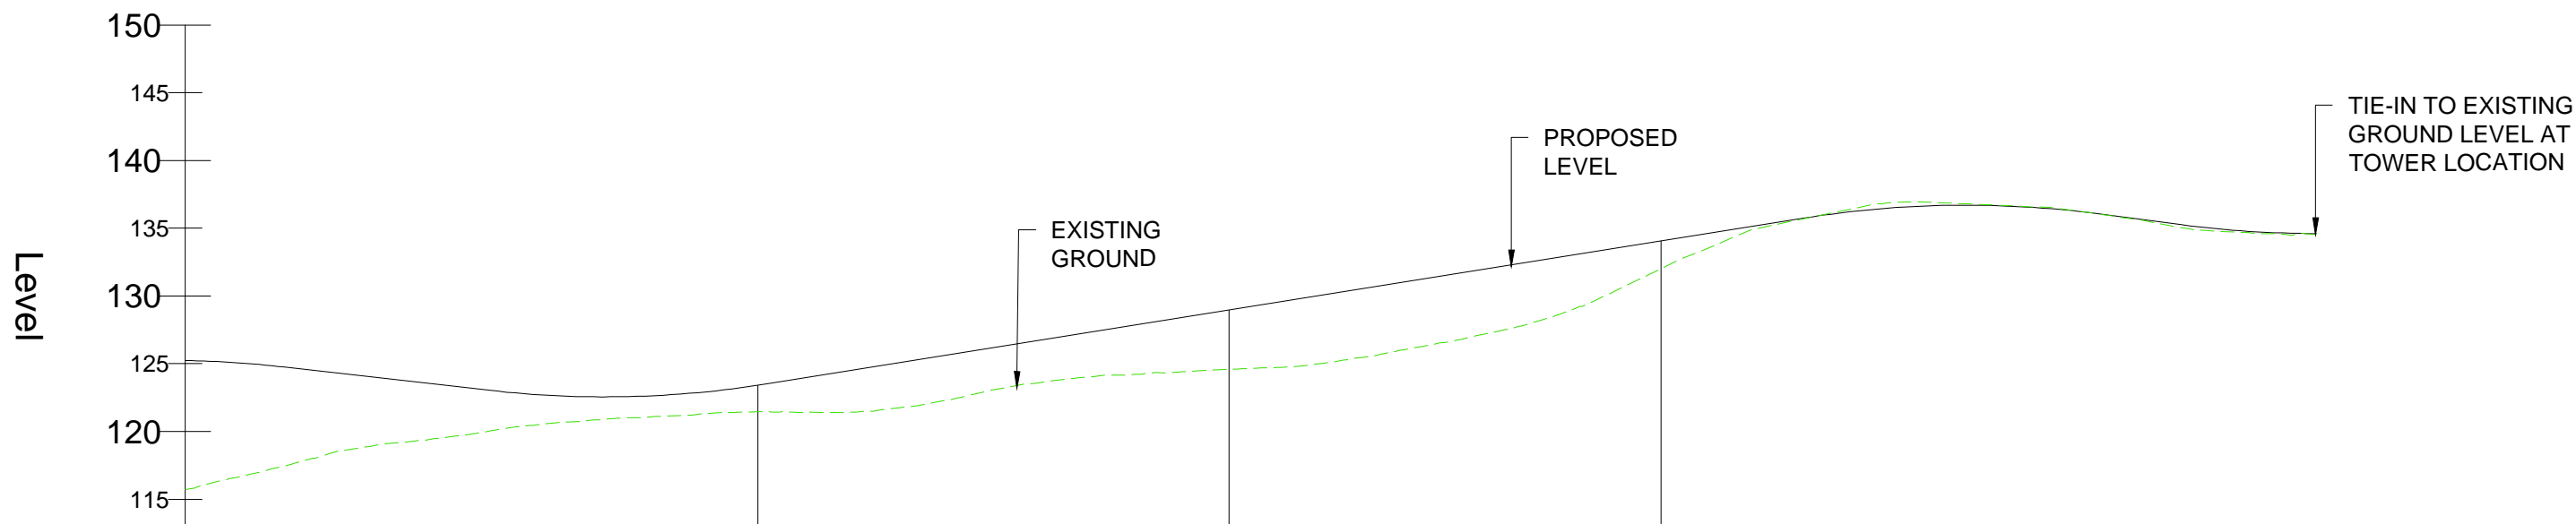 150
145
140
135
130
125
120
115
Level
EXISTING
GROUND
PROPOSED
LEVEL
TIE-IN TO EXISTING
GROUND LEVEL AT
TOWER LOCATION